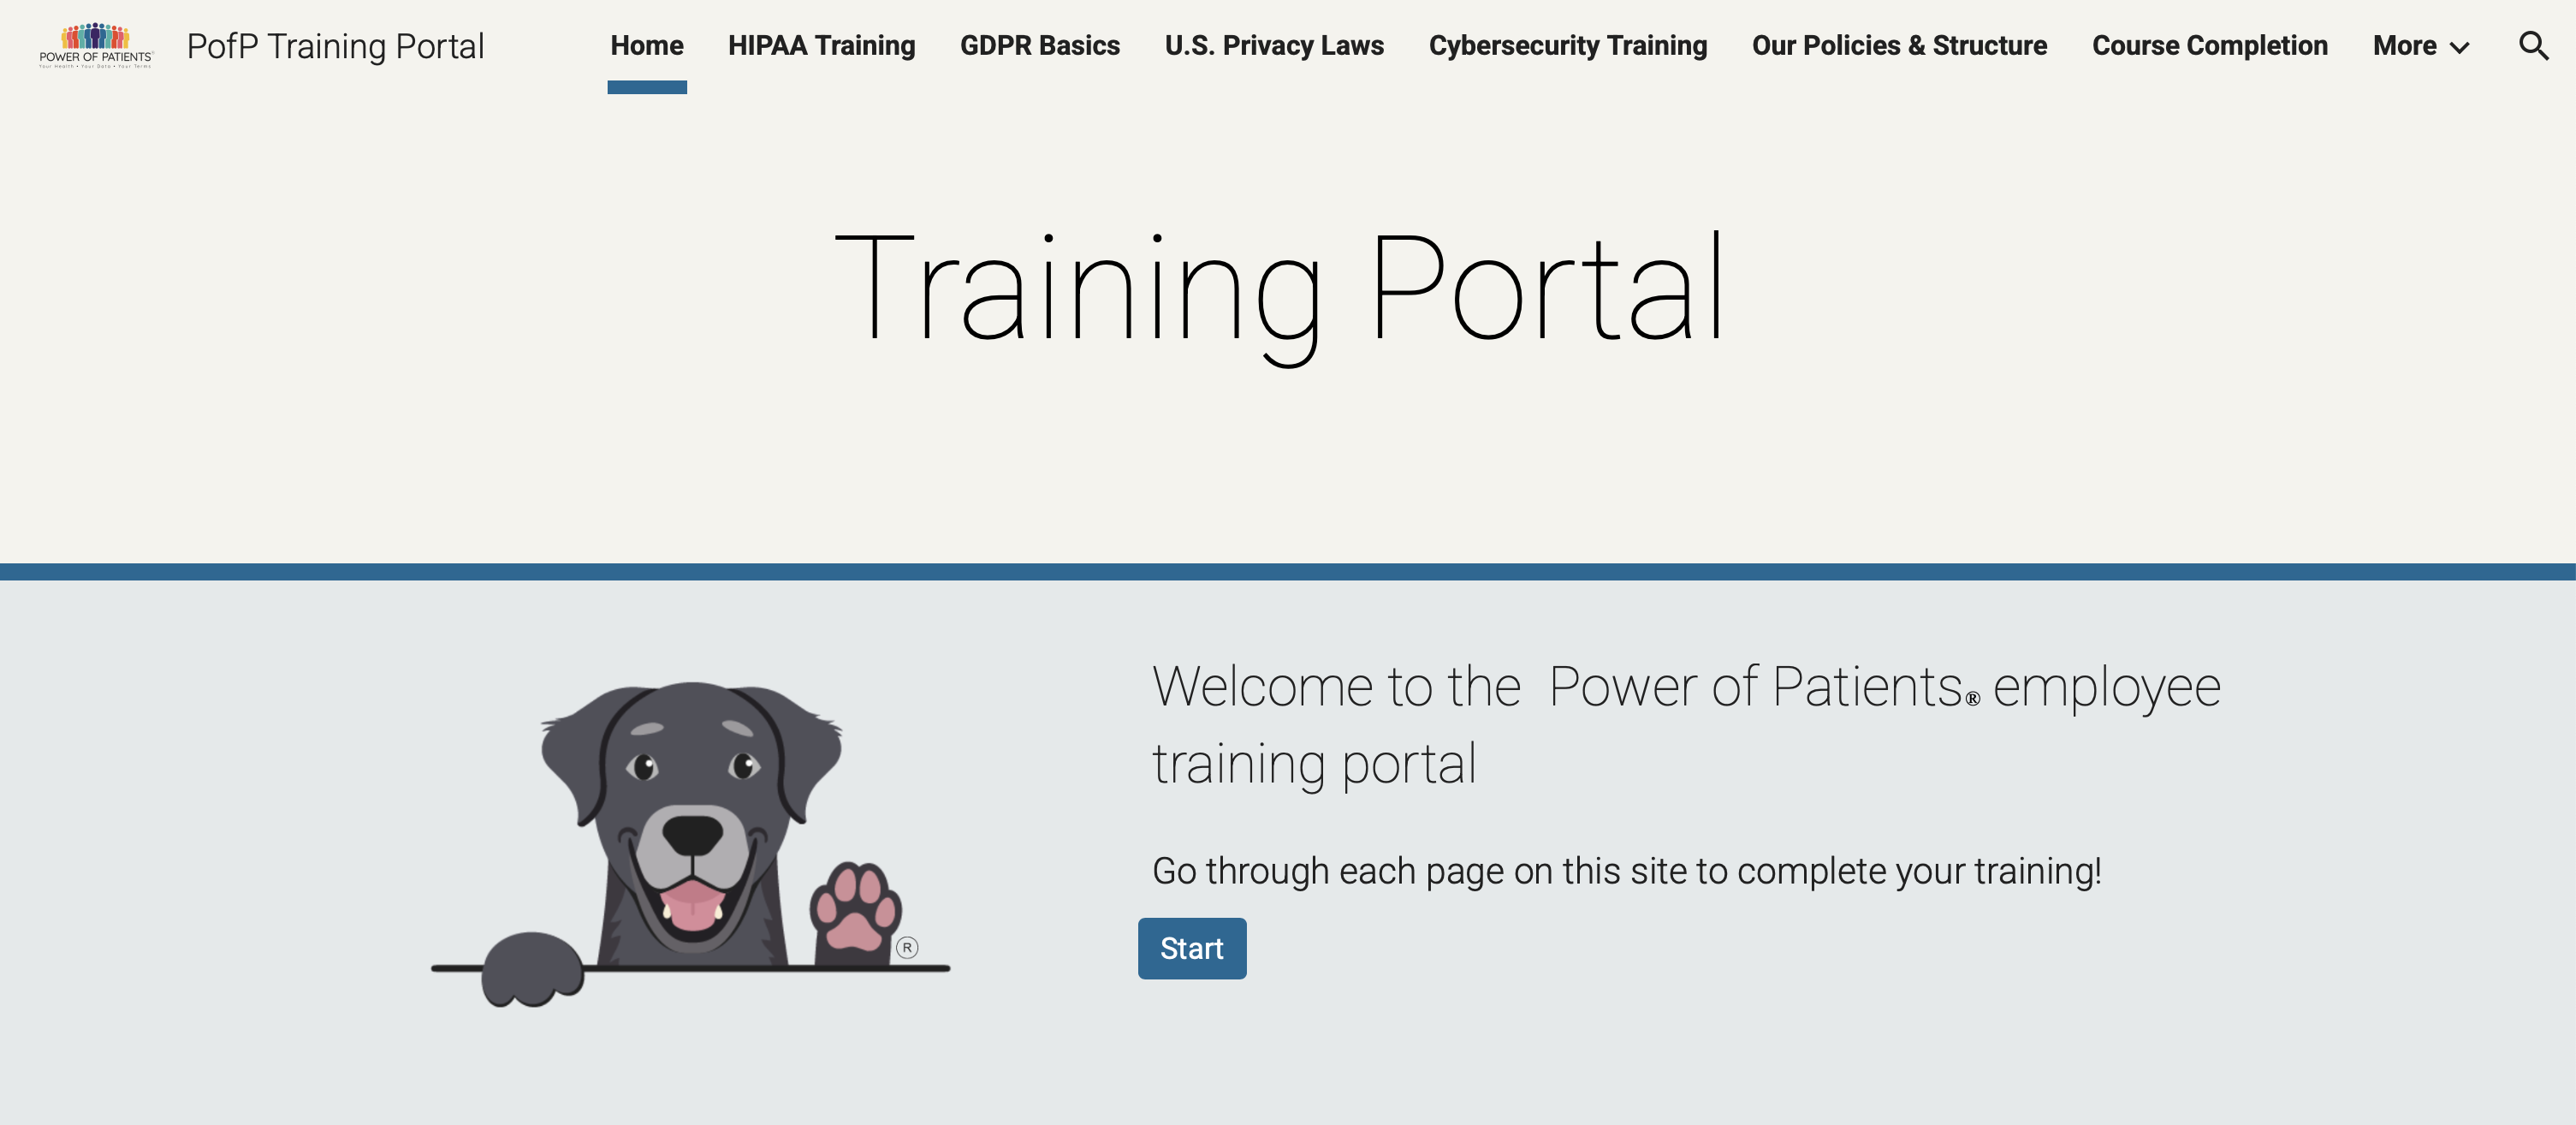 POWER OF PATIENTS®
Your Health • Your Data • Your Terms
PofP Training Portal
Home
HIPAA Training
GDPR Basics
U.S. Privacy Laws
Cybersecurity Training
Our Policies & Structure
Course Completion
More
Training Portal
Welcome to the Power of Patients® employee
training portal
Go through each page on this site to complete your training!
Start
®